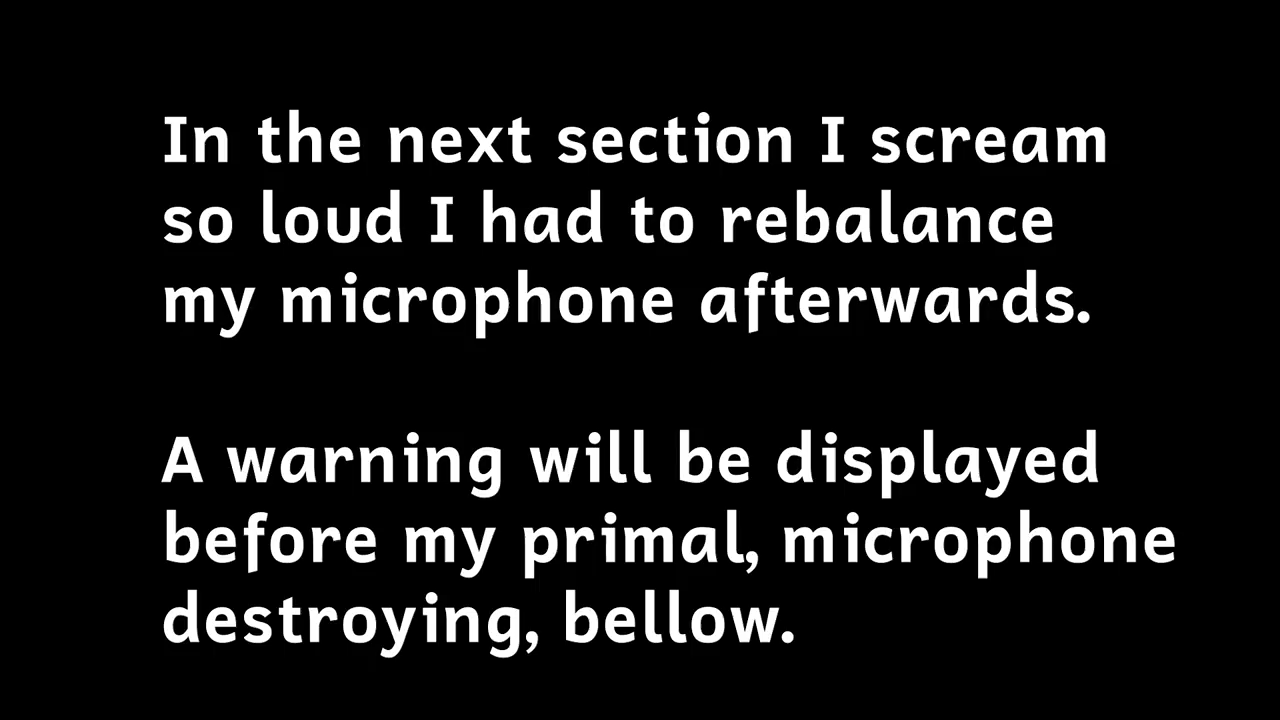 In the next section I scream
so loud I had to rebalance
my microphone afterwards.
A warning will be displayed
before my primal, microphone
destroying, bellow.